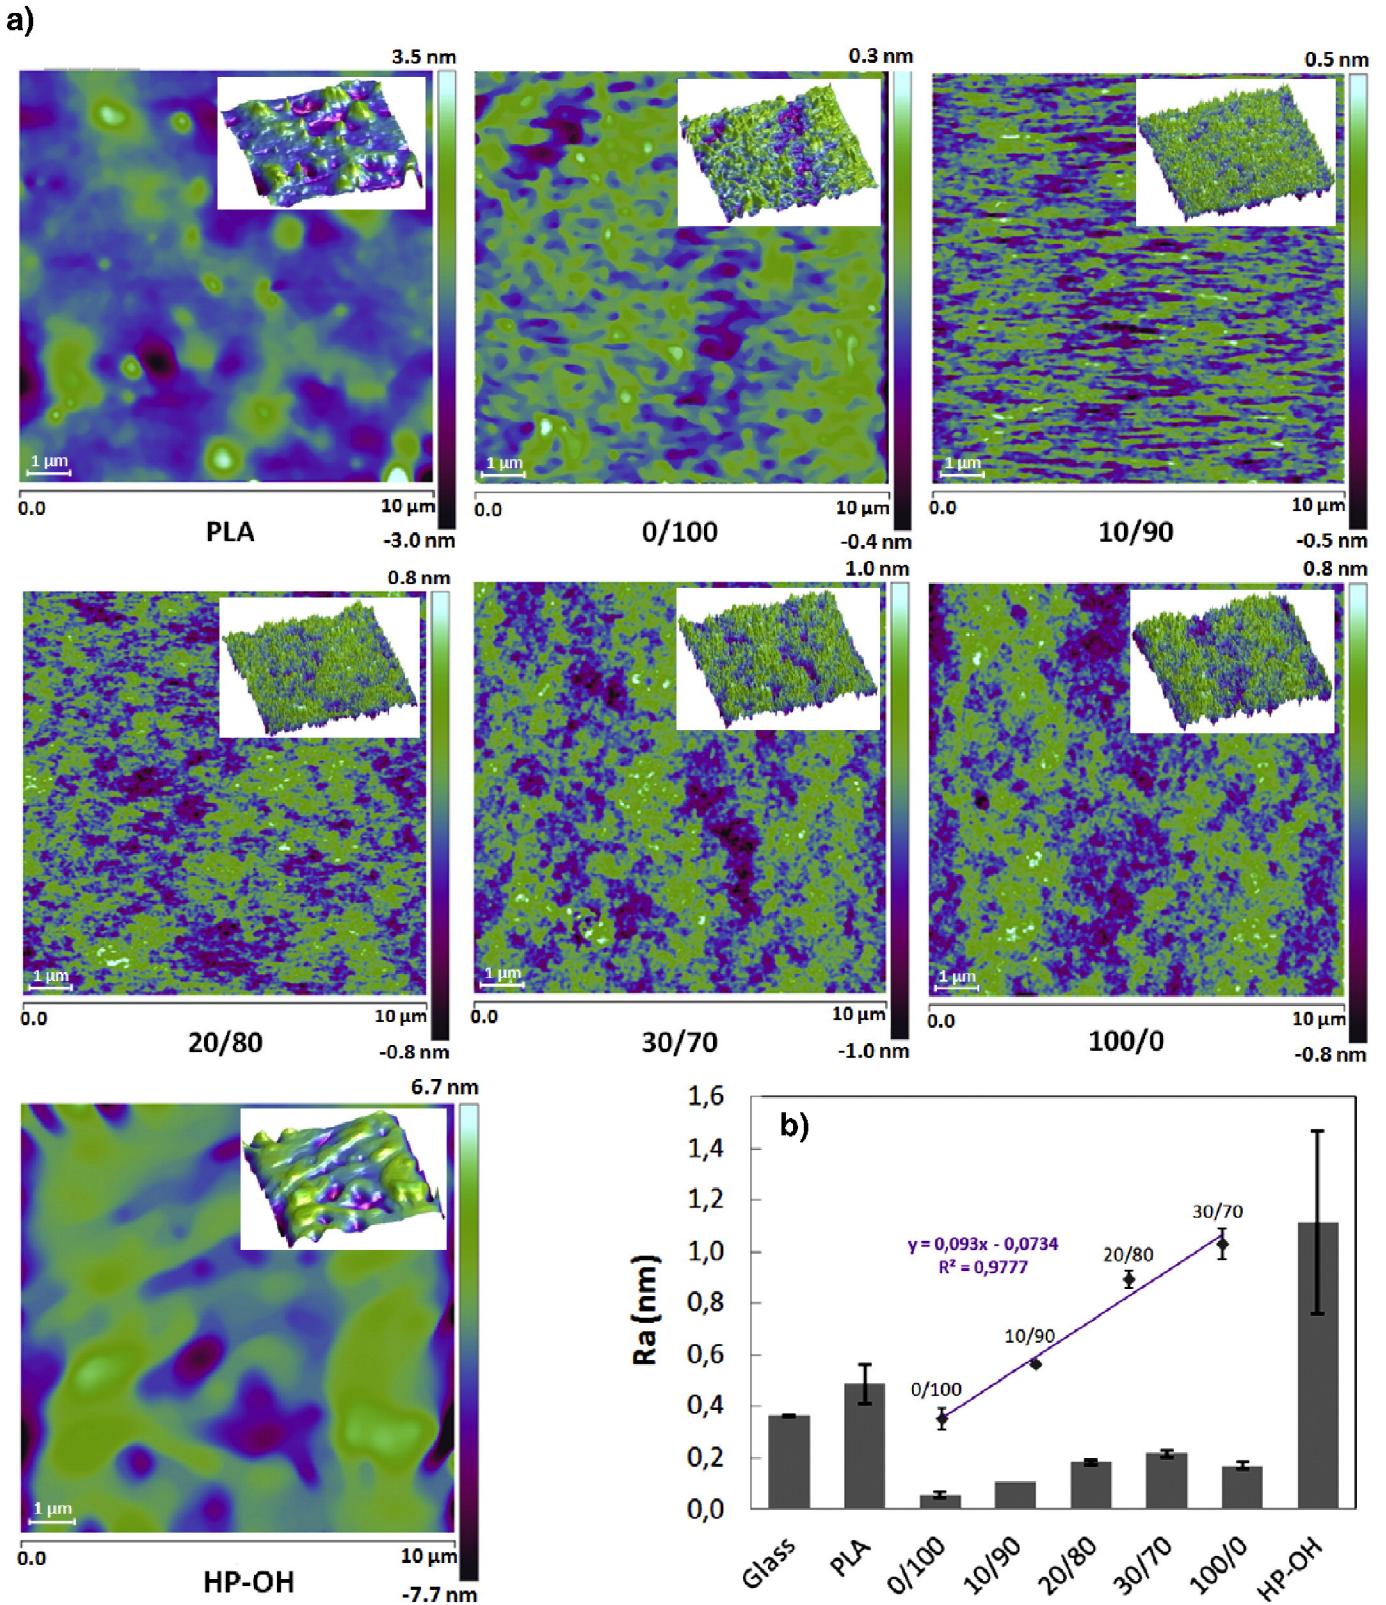 a)
3.5 nm
0.3 nm
0.5 nm
1 µm
1 µm
1 µm
0.0
10 µm
0.0
10 µm
0.0
10 µm
PLA
-3.0 nm
0/100
-0.4 nm
10/90
-0.5 nm
0.8 nm
1.0 nm
0.8 nm
1 µm
1 µm
1 µm
0.0
10 µm
0.0
10 µm
0.0
10 µm
20/80
-0.8 nm
30/70
-1.0 nm
100/0
-0.8 nm
6.7 nm
1 µm
0.0
10 µm
HP-OH
-7.7 nm
b)
1,6
1,4
1,2
1,0
0,8
0,6
0,4
0,2
0,0
Ra (nm)
y = 0,093x - 0,0734
R² = 0,9777
0/100
10/90
20/80
30/70
Glass
PLA
0/100
10/90
20/80
30/70
100/0
HP-OH